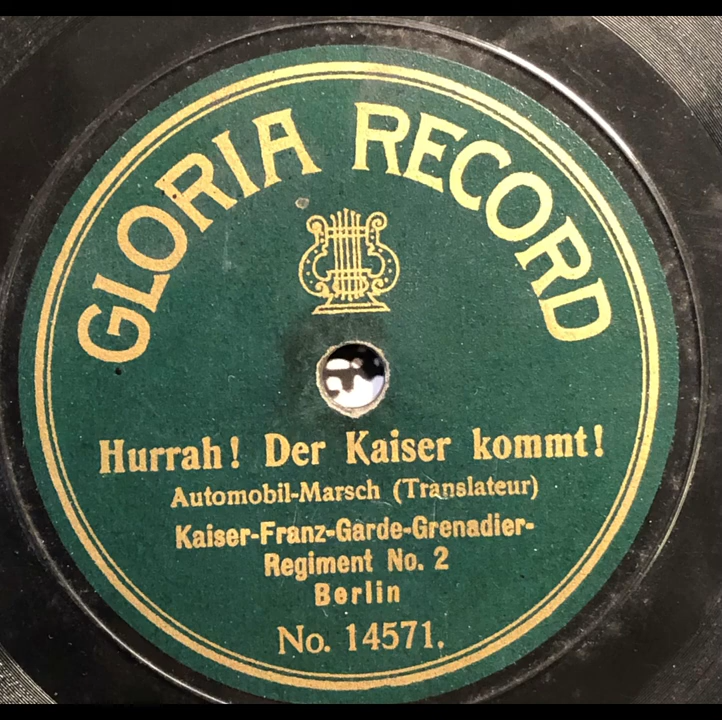 GLORIA RECORD
Hurrah! Der Kaiser kommt!
Automobil-Marsch (Translateur)
Kaiser-Franz-Garde-Grenadier-
Regiment No. 2
Berlin
No. 14571.